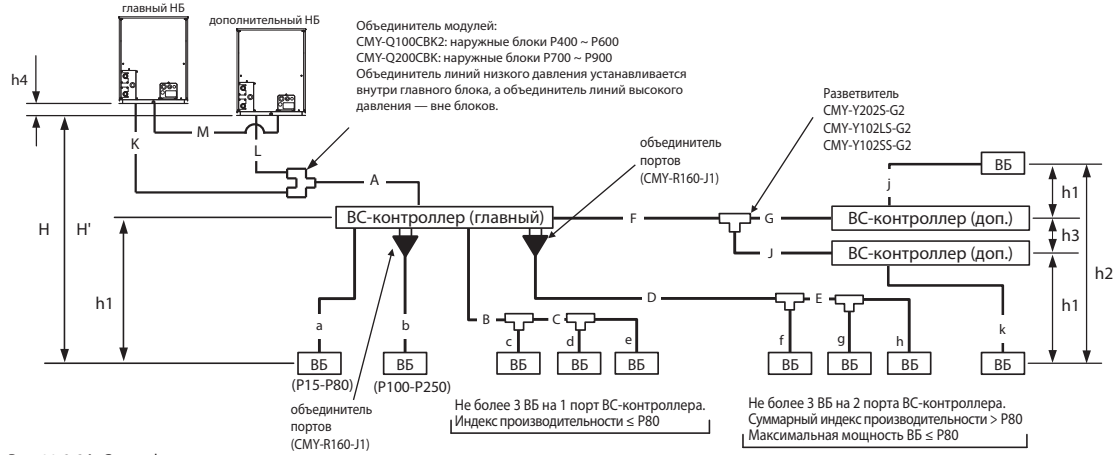 главный НБ
дополнительный НБ
Объединитель модулей:
CMY-Q100CBK2: наружные блоки P400 ~ P600
CMY-Q200CBK: наружные блоки P700 ~ P900
Объединитель линий низкого давления устанавливается
внутри главного блока, а объединитель линий высокого
давления — вне блоков.
Разветвитель
CMY-Y202S-G2
CMY-Y102LS-G2
CMY-Y102SS-G2
объединитель
портов
(CMY-R160-J1)
h4
K
M
L
A
H
H'
h1
ВС-контроллер (главный)
F
G
J
j
ВБ
ВС-контроллер (доп.)
ВС-контроллер (доп.)
h1
h3
h1
h2
a
b
B
C
c
d
e
D
E
f
g
h
k
ВБ
ВБ
ВБ
ВБ
ВБ
ВБ
ВБ
ВБ
ВБ
(P15-P80)
(P100-P250)
объединитель
портов
(CMY-R160-J1)
Не более 3 ВБ на 1 порт ВС-контроллера.
Индекс производительности ≤ P80
Не более 3 ВБ на 2 порта ВС-контроллера.
Суммарный индекс производительности > P80
Максимальная мощность ВБ ≤ P80